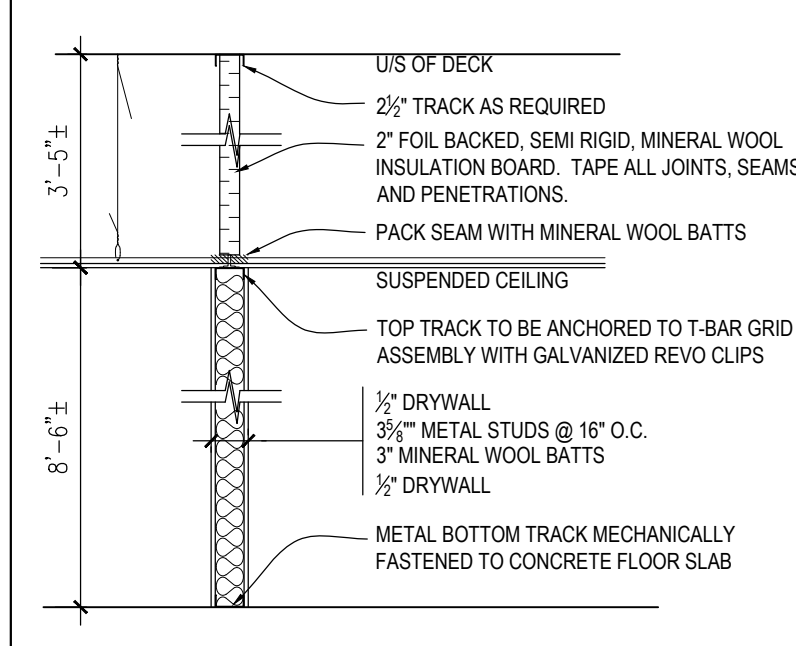 U/S OF DECK
2½" TRACK AS REQUIRED
2" FOIL BACKED, SEMI RIGID, MINERAL WOOL
INSULATION BOARD. TAPE ALL JOINTS, SEAMS
AND PENETRATIONS.
3'-5"±
PACK SEAM WITH MINERAL WOOL BATTS
SUSPENDED CEILING
TOP TRACK TO BE ANCHORED TO T-BAR GRID
ASSEMBLY WITH GALVANIZED REVO CLIPS
8'-6"±
½" DRYWALL
3⅝"" METAL STUDS @ 16" O.C.
3" MINERAL WOOL BATTS
½" DRYWALL
METAL BOTTOM TRACK MECHANICALLY
FASTENED TO CONCRETE FLOOR SLAB